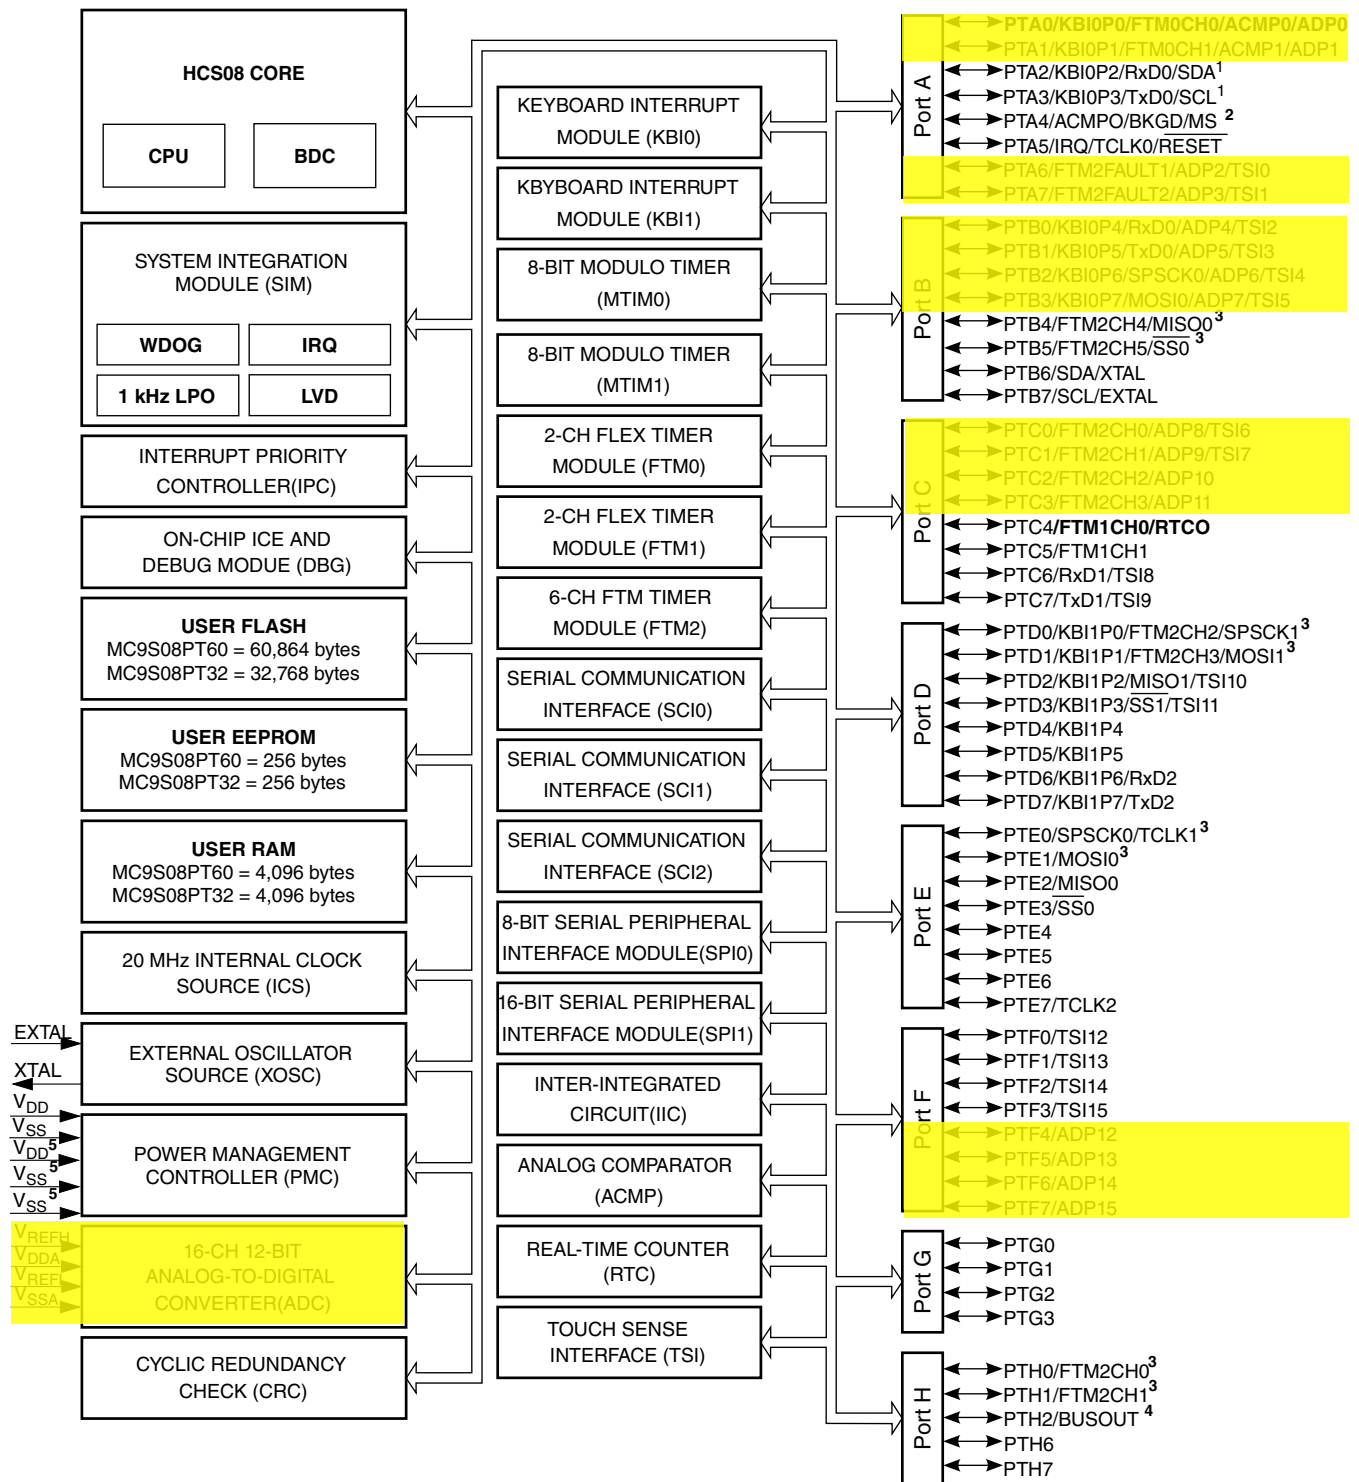 HCS08 CORE
CPU
BDC
SYSTEM INTEGRATION
MODULE (SIM)
WDOG
IRQ
1 kHz LPO
LVD
INTERRUPT PRIORITY
CONTROLLER(IPC)
ON-CHIP ICE AND
DEBUG MODUE (DBG)
USER FLASH
MC9S08PT60 = 60,864 bytes
MC9S08PT32 = 32,768 bytes
USER EEPROM
MC9S08PT60 = 256 bytes
MC9S08PT32 = 256 bytes
USER RAM
MC9S08PT60 = 4,096 bytes
MC9S08PT32 = 4,096 bytes
20 MHz INTERNAL CLOCK
SOURCE (ICS)
EXTAL
XTAL
EXTERNAL OSCILLATOR
SOURCE (XOSC)
VDD
VSS
VDD5
VSS5
VSS5
POWER MANAGEMENT
CONTROLLER (PMC)
VREFH
VDDA
VREFL
VSSA
16-CH 12-BIT
ANALOG-TO-DIGITAL
CONVERTER(ADC)
CYCLIC REDUNDANCY
CHECK (CRC)
KEYBOARD INTERRUPT
MODULE (KBI0)
KBYBOARD INTERRUPT
MODULE (KBI1)
8-BIT MODULO TIMER
(MTIM0)
8-BIT MODULO TIMER
(MTIM1)
2-CH FLEX TIMER
MODULE (FTM0)
2-CH FLEX TIMER
MODULE (FTM1)
6-CH FTM TIMER
MODULE (FTM2)
SERIAL COMMUNICATION
INTERFACE (SCI0)
SERIAL COMMUNICATION
INTERFACE (SCI1)
SERIAL COMMUNICATION
INTERFACE (SCI2)
8-BIT SERIAL PERIPHERAL
INTERFACE MODULE(SPI0)
16-BIT SERIAL PERIPHERAL
INTERFACE MODULE(SPI1)
INTER-INTEGRATED
CIRCUIT(IIC)
ANALOG COMPARATOR
(ACMP)
REAL-TIME COUNTER
(RTC)
TOUCH SENSE
INTERFACE (TSI)
Port A
PTA0/KBI0P0/FTM0CH0/ACMP0/ADP0
PTA1/KBI0P1/FTM0CH1/ACMP1/ADP1
PTA2/KBI0P2/RxD0/SDA1
PTA3/KBI0P3/TxD0/SCL1
PTA4/ACMPO/BKGD/MS 2
PTA5/IRQ/TCLK0/RESET
PTA6/FTM2FAULT1/ADP2/TSI0
PTA7/FTM2FAULT2/ADP3/TSI1
Port B
PTB0/KBI0P4/RxD0/ADP4/TSI2
PTB1/KBI0P5/TxD0/ADP5/TSI3
PTB2/KBI0P6/SPSCK0/ADP6/TSI4
PTB3/KBI0P7/MOSI0/ADP7/TSI5
PTB4/FTM2CH4/MISO03
PTB5/FTM2CH5/SS0 3
PTB6/SDA/XTAL
PTB7/SCL/EXTAL
Port C
PTC0/FTM2CH0/ADP8/TSI6
PTC1/FTM2CH1/ADP9/TSI7
PTC2/FTM2CH2/ADP10
PTC3/FTM2CH3/ADP11
PTC4/FTM1CH0/RTCO
PTC5/FTM1CH1
PTC6/RxD1/TSI8
PTC7/TxD1/TSI9
Port D
PTD0/KBI1P0/FTM2CH2/SPSCK13
PTD1/KBI1P1/FTM2CH3/MOSI13
PTD2/KBI1P2/MISO1/TSI10
PTD3/KBI1P3/SS1/TSI11
PTD4/KBI1P4
PTD5/KBI1P5
PTD6/KBI1P6/RxD2
PTD7/KBI1P7/TxD2
Port E
PTE0/SPSCK0/TCLK13
PTE1/MOSI03
PTE2/MISO0
PTE3/SS0
PTE4
PTE5
PTE6
PTE7/TCLK2
Port F
PTF0/TSI12
PTF1/TSI13
PTF2/TSI14
PTF3/TSI15
PTF4/ADP12
PTF5/ADP13
PTF6/ADP14
PTF7/ADP15
Port G
PTG0
PTG1
PTG2
PTG3
Port H
PTH0/FTM2CH03
PTH1/FTM2CH13
PTH2/BUSOUT 4
PTH6
PTH7